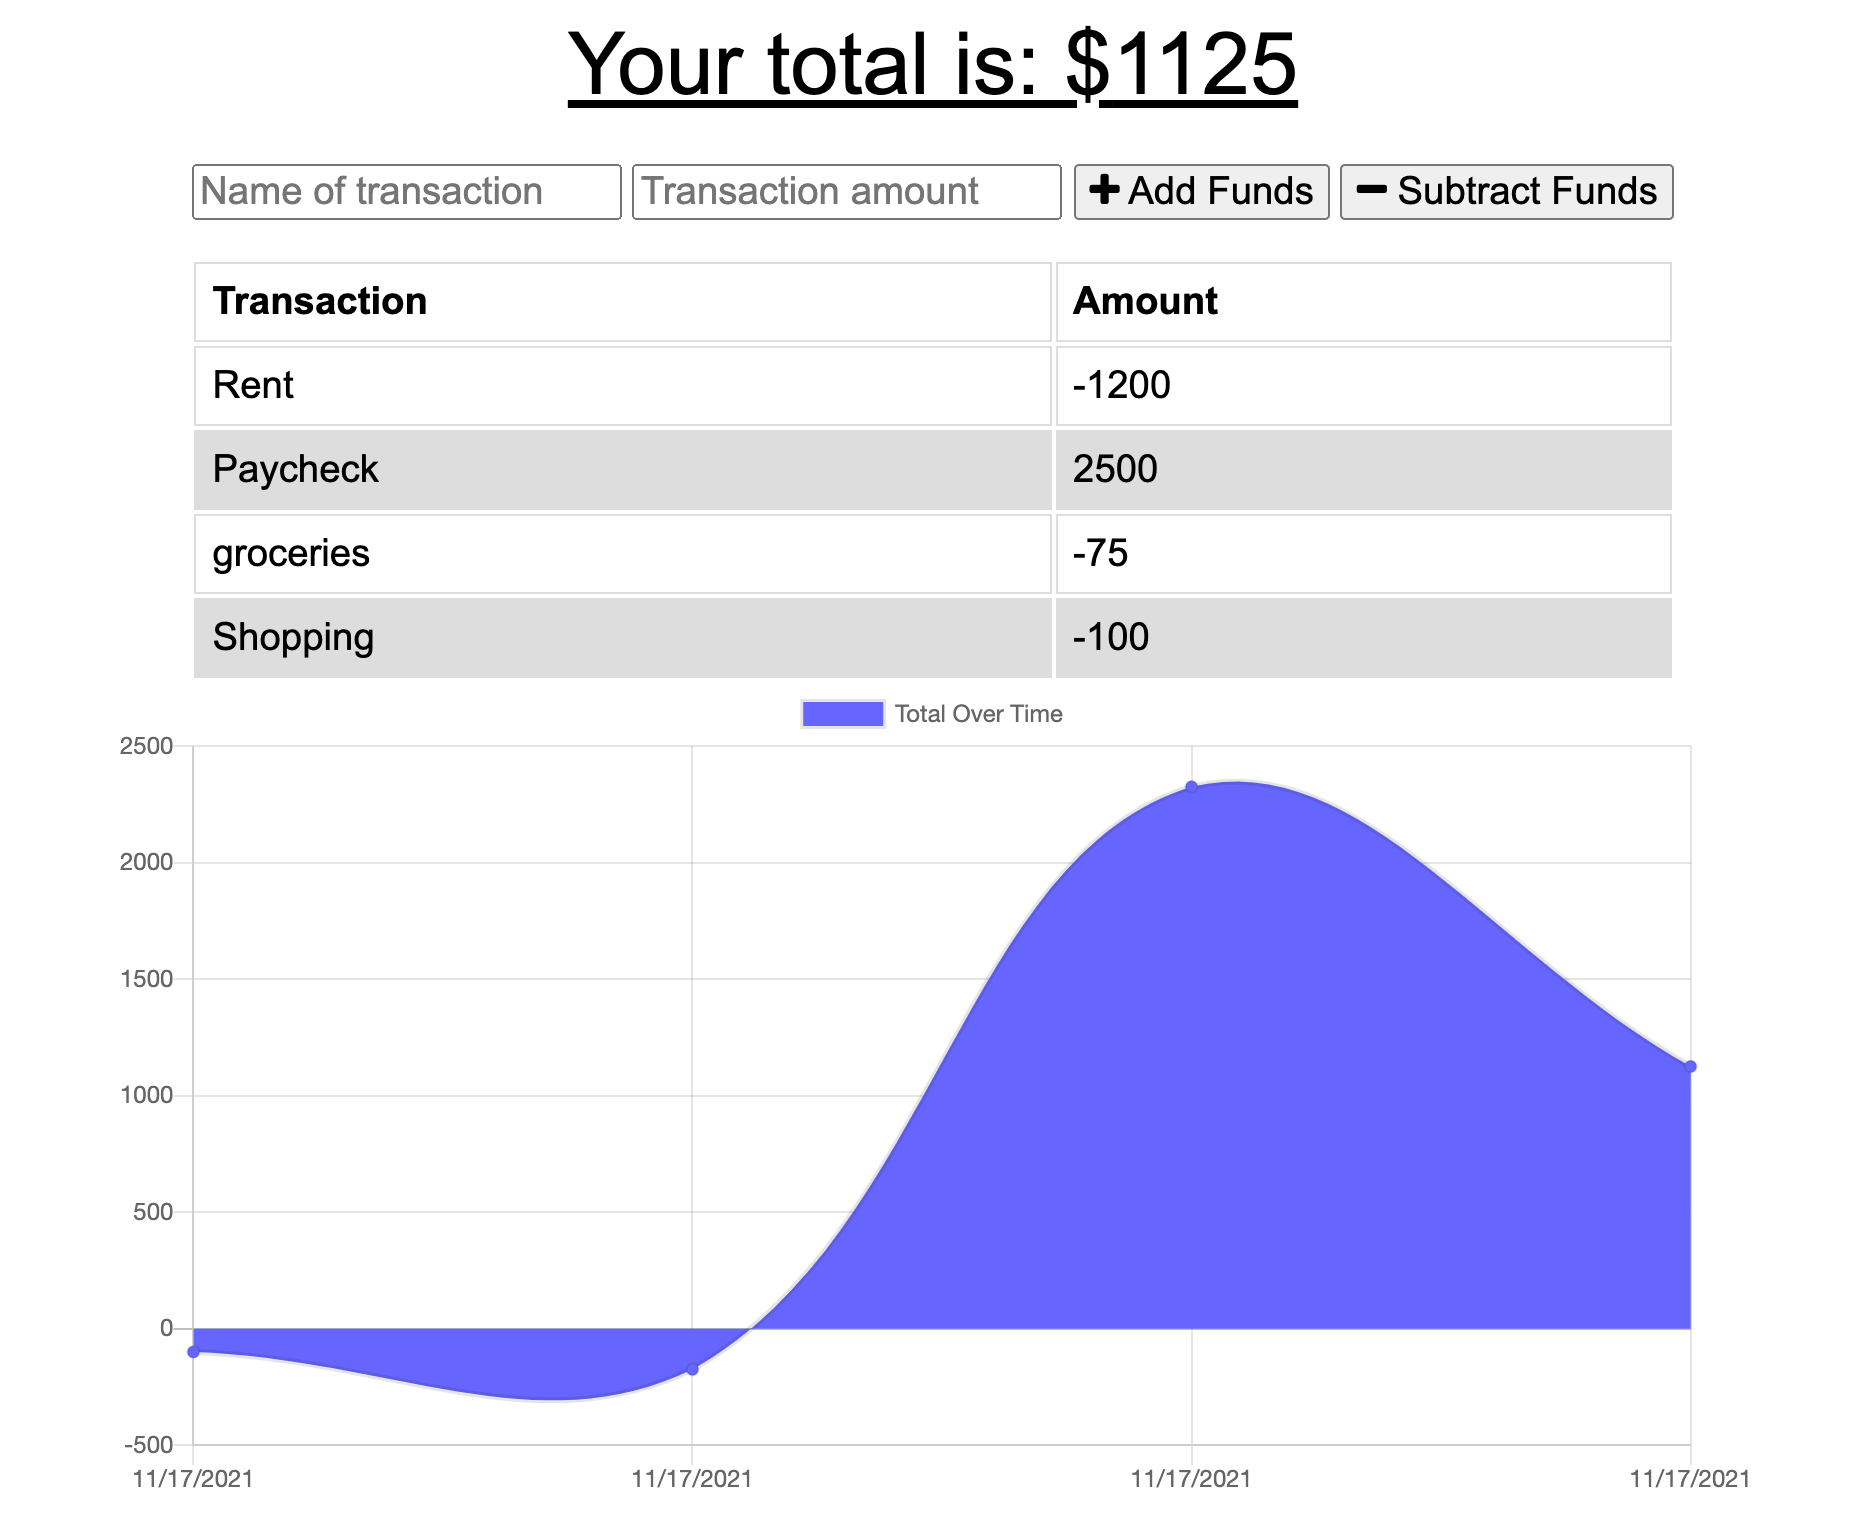 Your total is: $1125
Name of transaction Transaction amount Add Funds Subtract Funds
Transaction Amount
Rent -1200
Paycheck 2500
groceries -75
Shopping -100
Total Over Time
2500
2000
1500
1000
500
0
-500
11/17/2021 11/17/2021 11/17/2021 11/17/2021